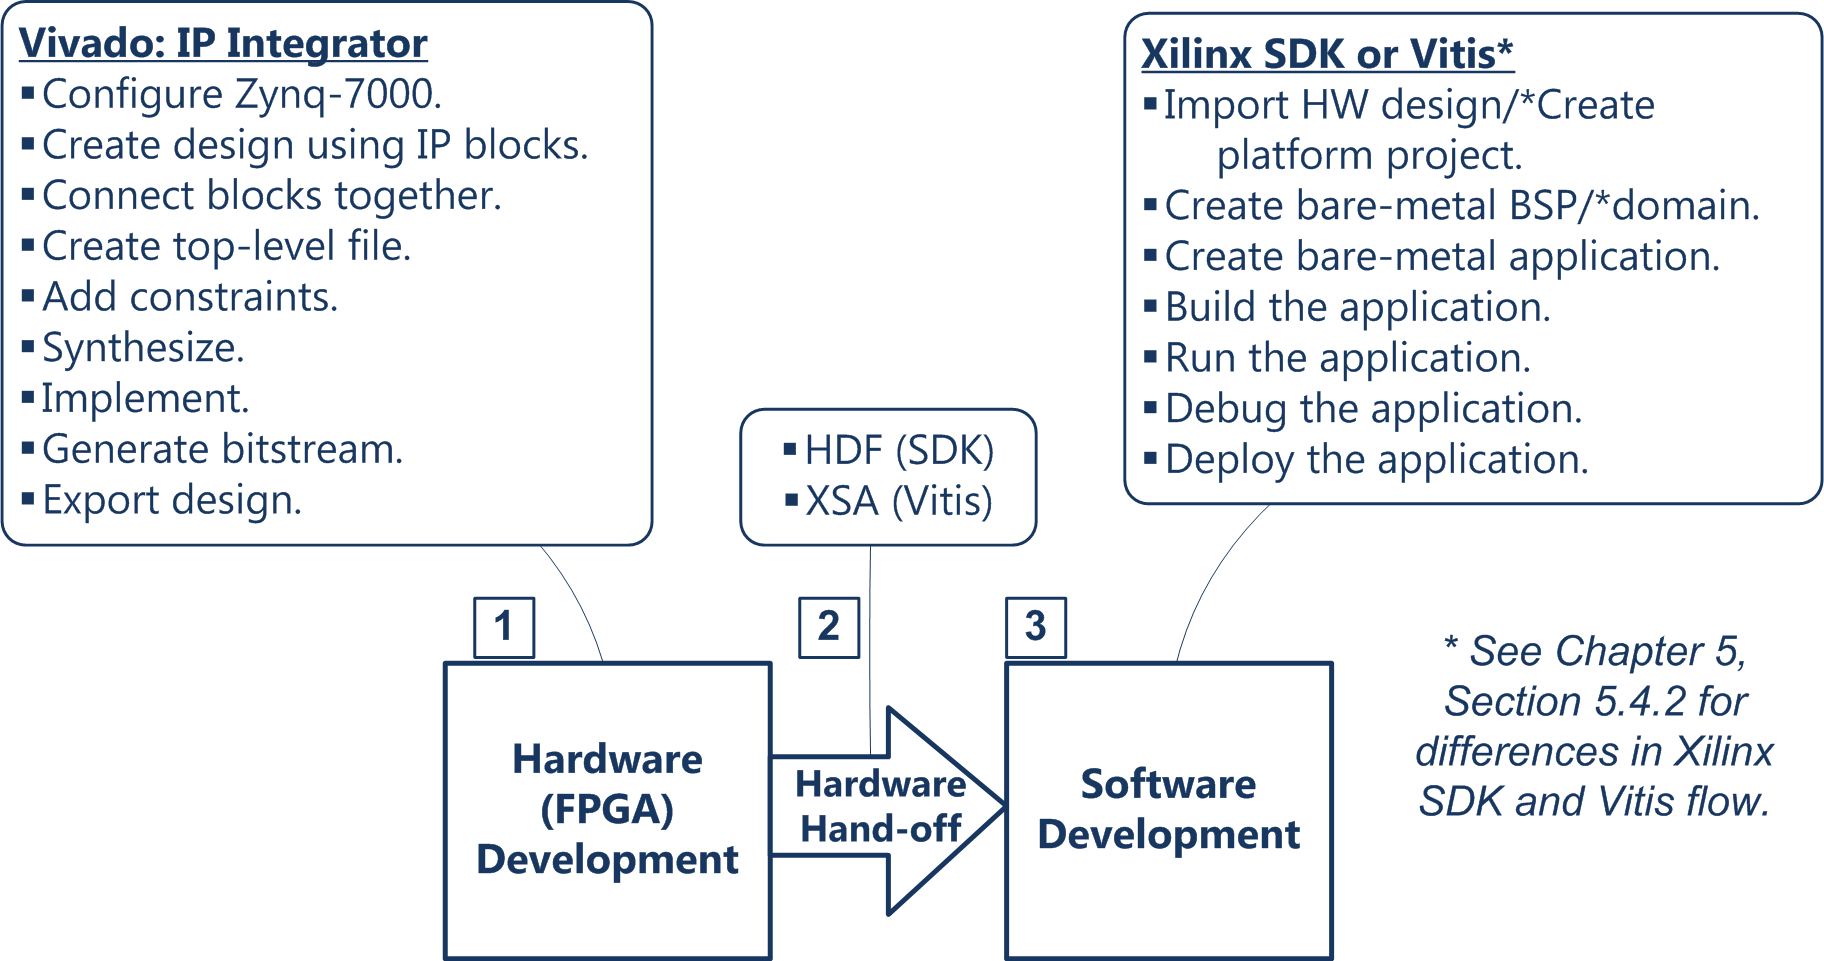 Vivado: IP Integrator
▪Configure Zynq-7000.
▪Create design using IP blocks.
▪Connect blocks together.
▪Create top-level file.
▪Add constraints.
▪Synthesize.
▪Implement.
▪Generate bitstream.
▪Export design.
▪HDF (SDK)
▪XSA (Vitis)
Xilinx SDK or Vitis*
▪Import HW design/*Create
platform project.
▪Create bare-metal BSP/*domain.
▪Create bare-metal application.
▪Build the application.
▪Run the application.
▪Debug the application.
▪Deploy the application.
1
Hardware
(FPGA)
Development
2
Hardware
Hand-off
3
Software
Development
* See Chapter 5,
Section 5.4.2 for
differences in Xilinx
SDK and Vitis flow.